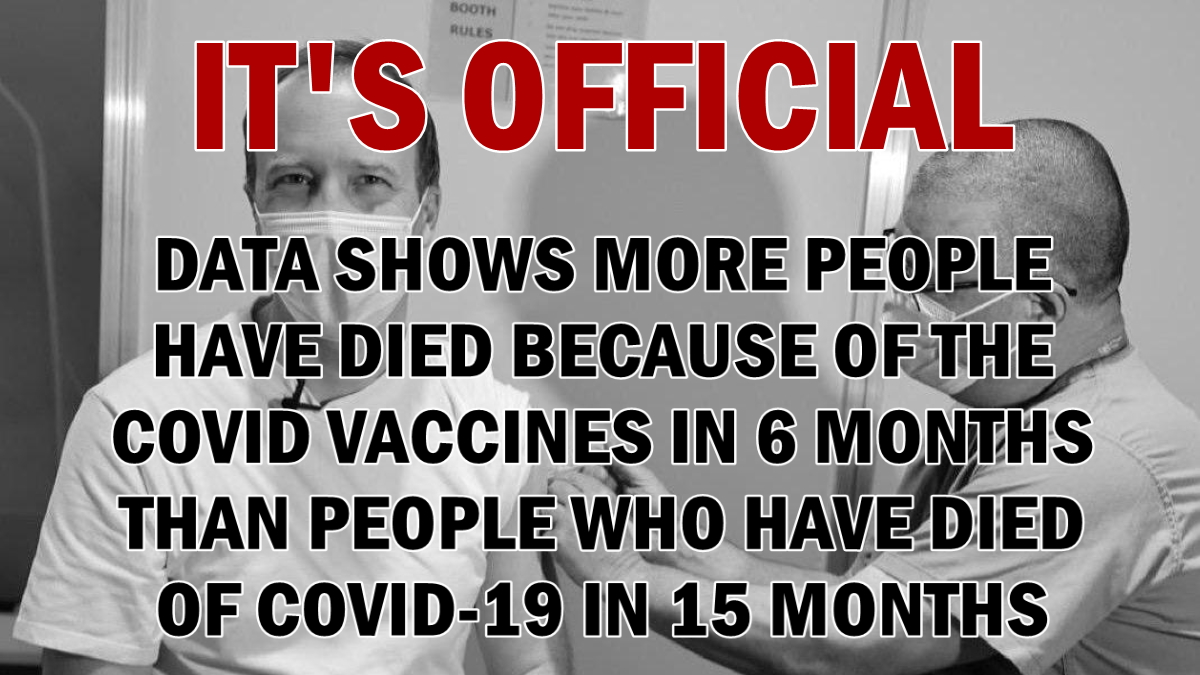 BOOTH
RULES
IT'S OFFICIAL
DATA SHOWS MORE PEOPLE
HAVE DIED BECAUSE OF THE
COVID VACCINES IN 6 MONTHS
THAN PEOPLE WHO HAVE DIED
OF COVID-19 IN 15 MONTHS